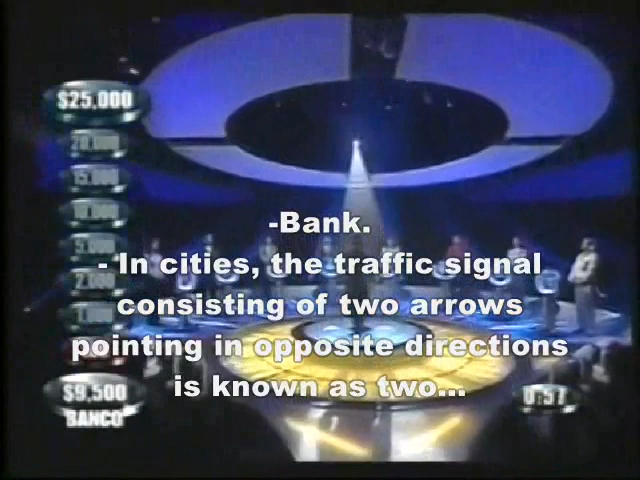 $25,000
20,000
15,000
10,000
5,000
2,000
1,000
$9,500
BANCO
-Bank.
- In cities, the traffic signal
consisting of two arrows
pointing in opposite directions
is known as two...
0:57